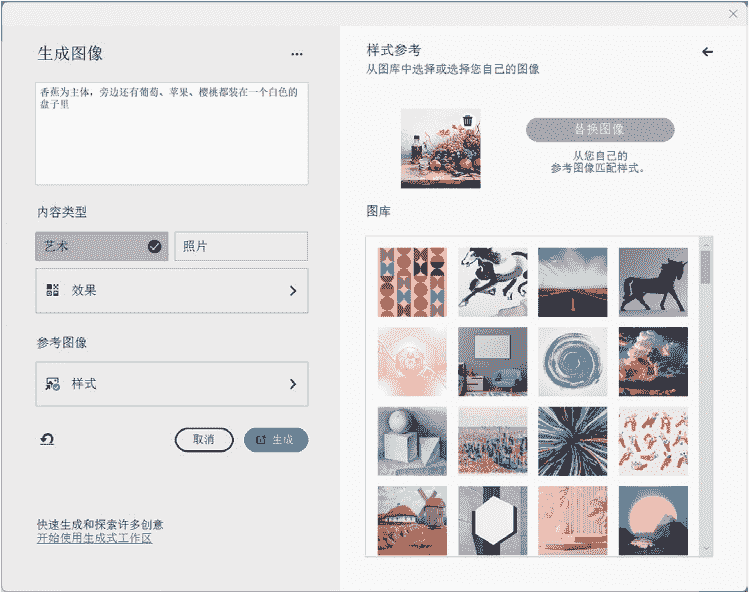 生成图像
香蕉为主体，旁边还有葡萄、苹果、樱桃都装在一个白色的
盘子里
内容类型
艺术
照片
效果
参考图像
样式
取消
生成
快速生成和探索许多创意
开始使用生成式工作区
样式参考
从图库中选择或选择您自己的图像
替换图像
从您自己的
参考图像匹配样式。
图库